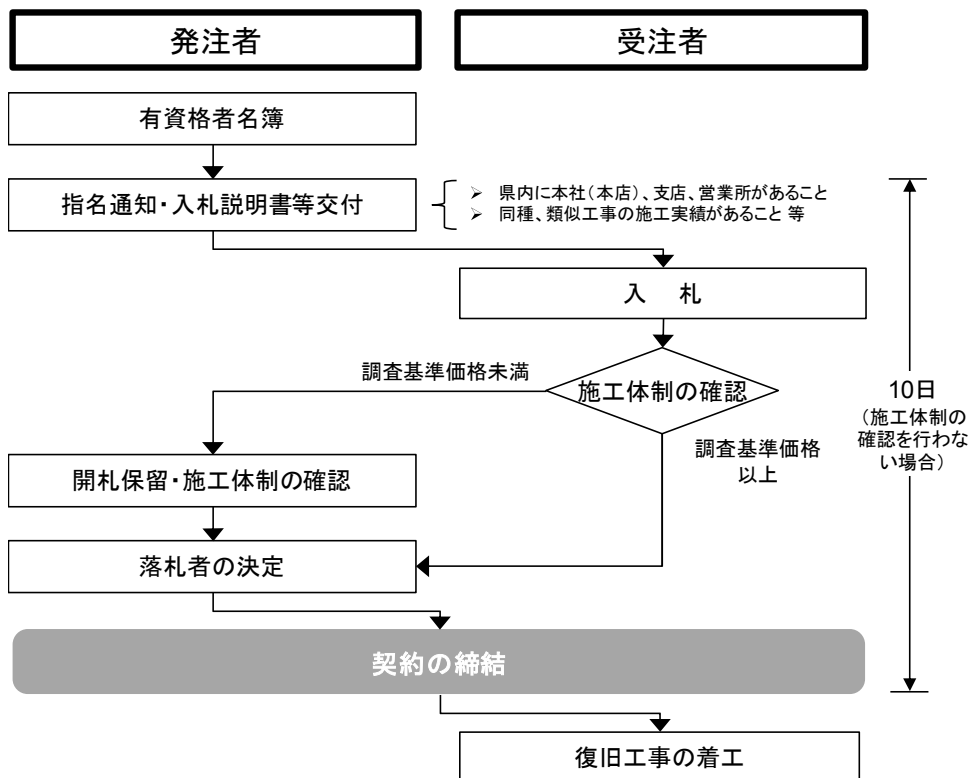 発注者
受注者
有資格者名簿
指名通知・入札説明書等交付
➢ 県内に本社(本店)、支店、営業所があること
➢ 同種、類似工事の施工実績があること 等
入 札
調査基準価格未満
施工体制の確認
調査基準価格
以上
10日
(施工体制の
確認を行わな
い場合)
開札保留・施工体制の確認
落札者の決定
契約の締結
復旧工事の着工